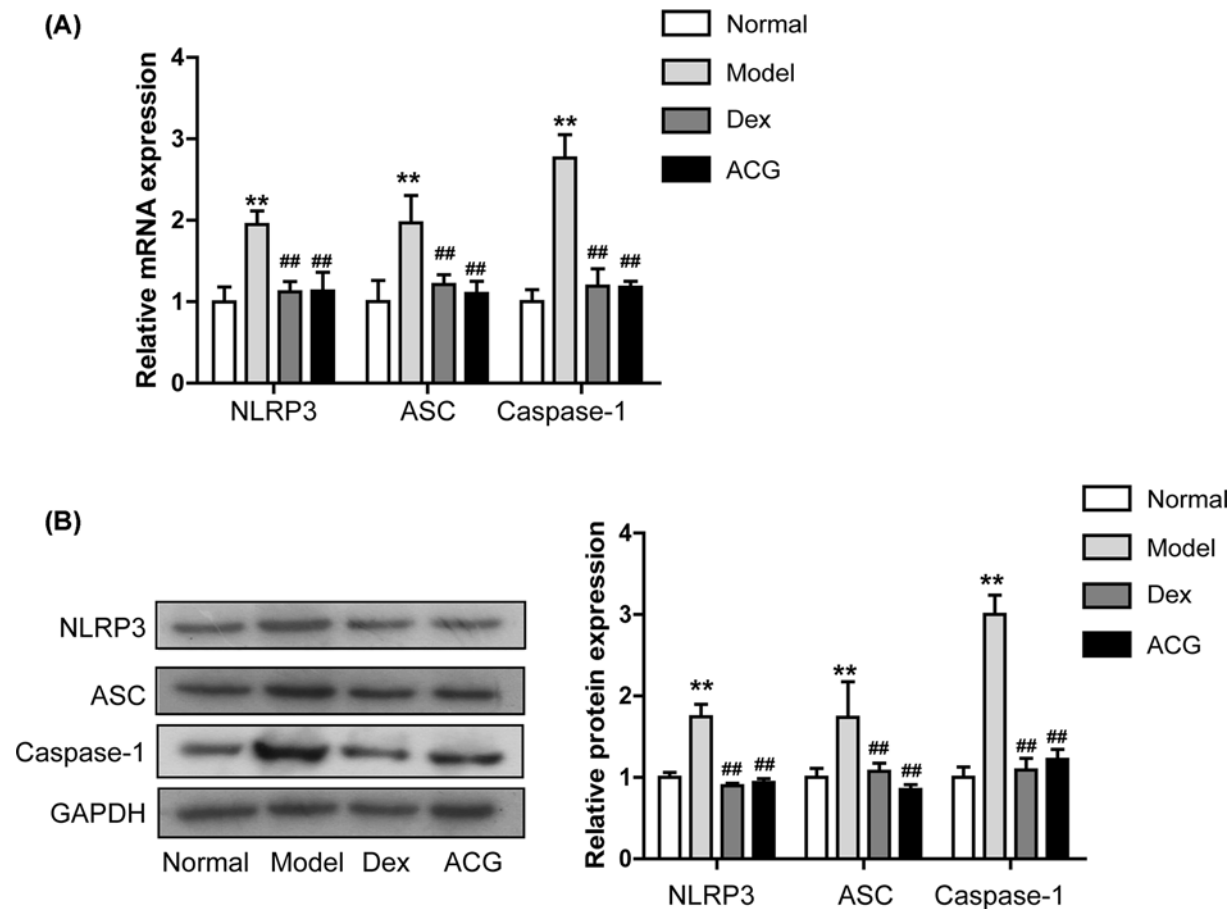 (A)
Normal
Model
Dex
ACG
Relative mRNA expression
4
3
2
1
0
**
##
##
**
##
##
**
##
##
NLRP3
ASC
Caspase-1
(B)
NLRP3
ASC
Caspase-1
GAPDH
Normal Model Dex ACG
Normal
Model
Dex
ACG
Relative protein expression
4
3
2
1
0
**
##
##
**
##
##
**
##
##
NLRP3
ASC
Caspase-1